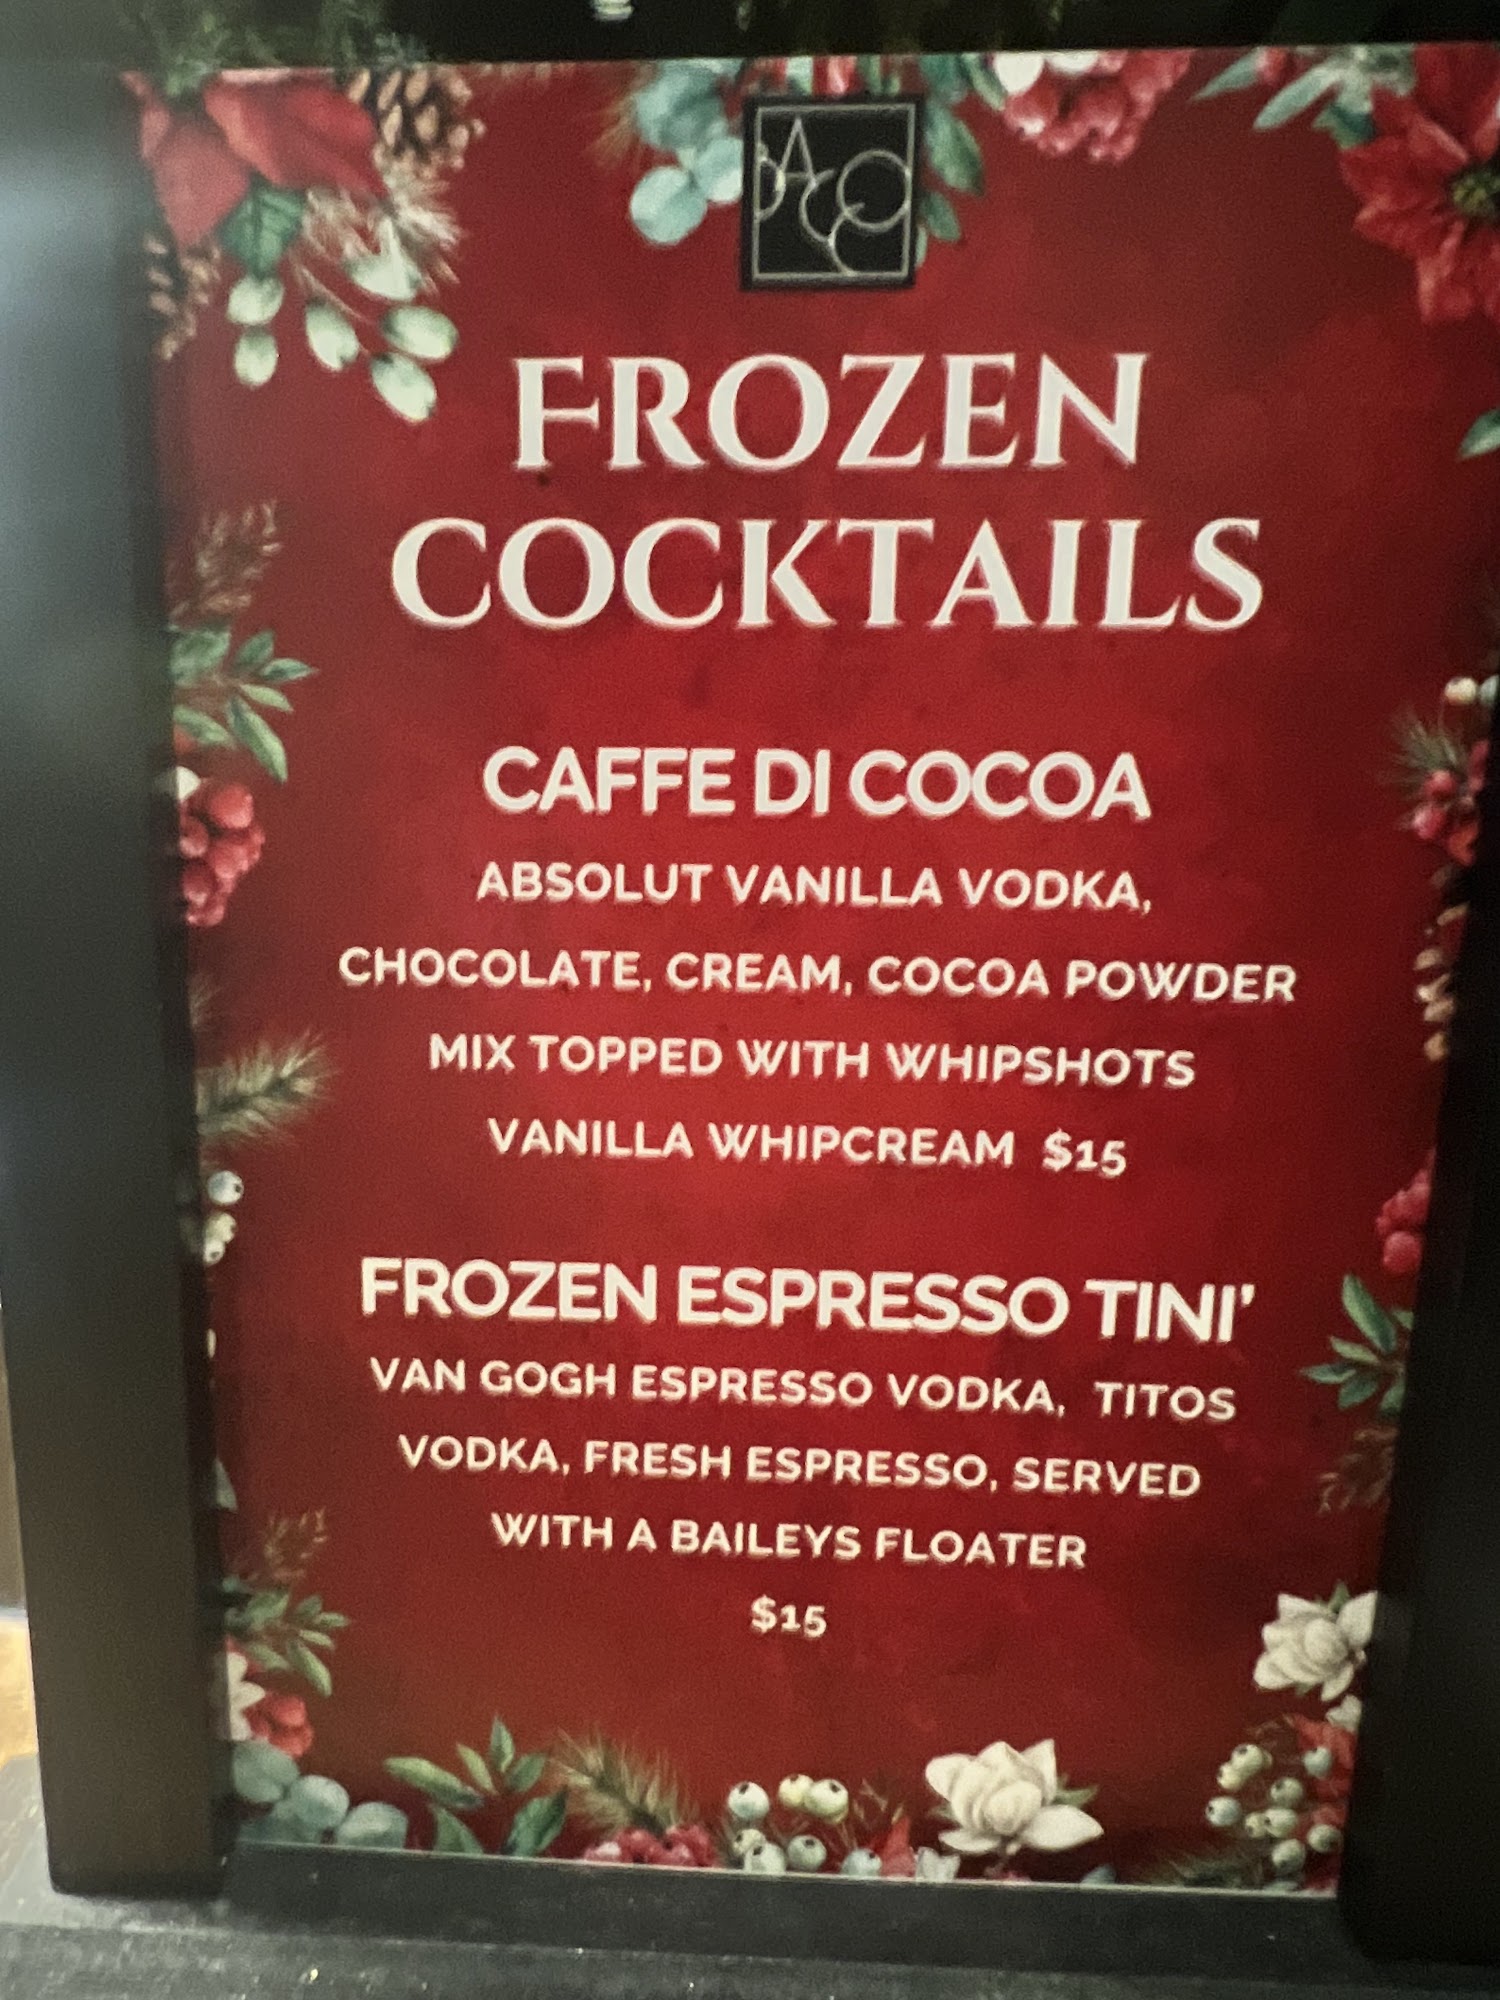 BACCO
FROZEN
COCKTAILS
CAFFE DI COCOA
ABSOLUT VANILLA VODKA,
CHOCOLATE, CREAM, COCOA POWDER
MIX TOPPED WITH WHIPSHOTS
VANILLA WHIPCREAM $15
FROZEN ESPRESSO TINI'
VAN GOGH ESPRESSO VODKA, TITOS
VODKA, FRESH ESPRESSO, SERVED
WITH A BAILEYS FLOATER
$15